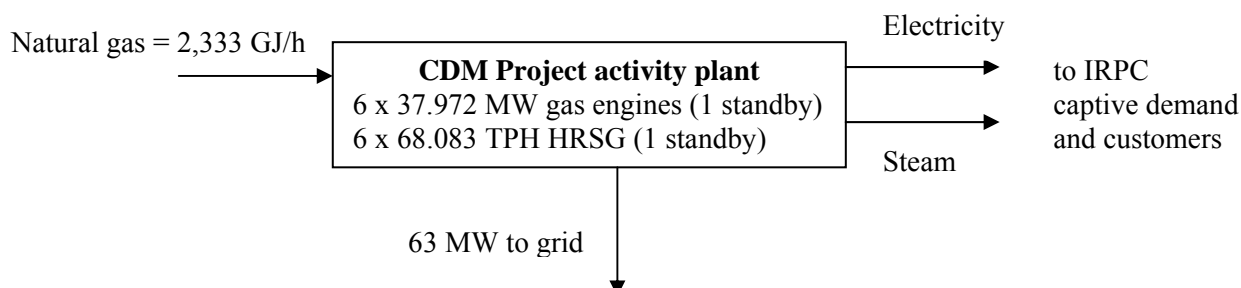 Electricity
Natural gas = 2,333 GJ/h
CDM Project activity plant
6 x 37.972 MW gas engines (1 standby)
6 x 68.083 TPH HRSG (1 standby)
to IRPC
captive demand
and customers
Steam
63 MW to grid